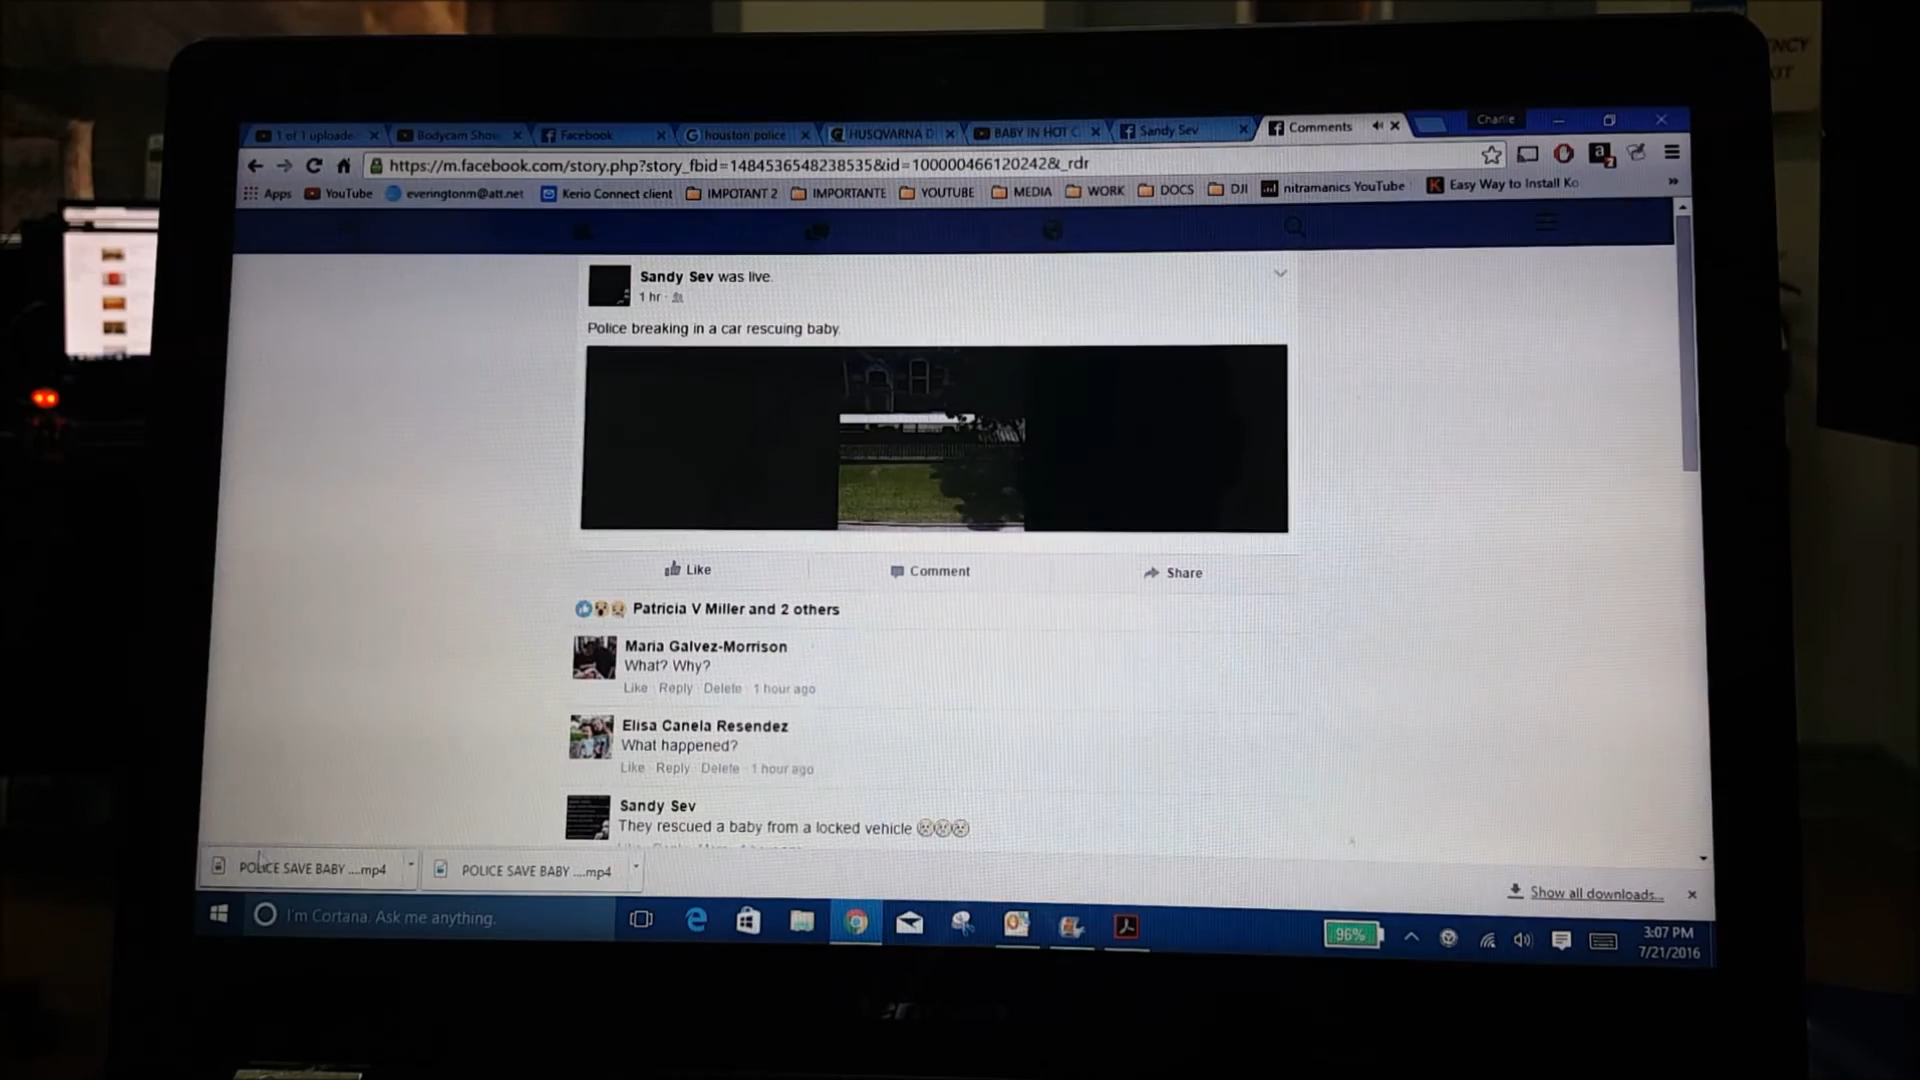 NCY
1 of 1 uploade
Bodycam Show
Facebook
houston police
HUSQVARNA D
BABY IN HOT C
Sandy Sev
Comments
Charlie
https://m.facebook.com/story.php?story_fbid=1484536548238535&id=100004466120242&_rdr
Apps
YouTube
everingtonm@att.net
Kerio Connect client
IMPOTANT 2
IMPORTANTE
YOUTUBE
MEDIA
WORK
DOCS
DJI
nitramanics YouTube
Easy Way to Install Ko
Sandy Sev was live.
1 hr
Police breaking in a car rescuing baby.
Like
Comment
Share
Patricia V Miller and 2 others
Maria Galvez-Morrison
What? Why?
Like · Reply · Delete · 1 hour ago
Elisa Canela Resendez
What happened?
Like · Reply · Delete · 1 hour ago
Sandy Sev
They rescued a baby from a locked vehicle
POLICE SAVE BABY ....mp4
POLICE SAVE BABY ....mp4
Show all downloads...
I'm Cortana. Ask me anything.
96%
3:07 PM
7/21/2016